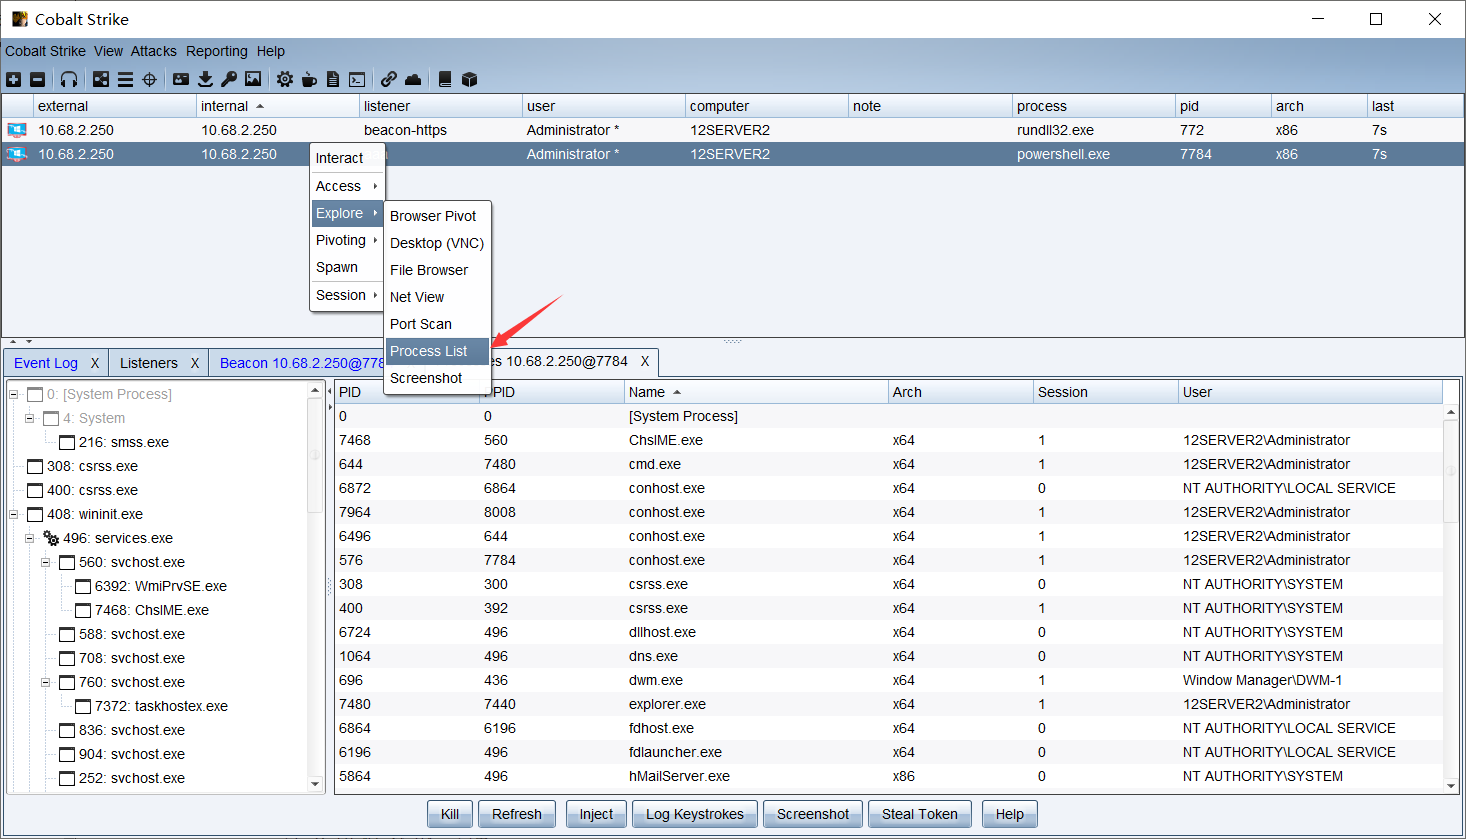 Cobalt Strike
Cobalt Strike View Attacks Reporting Help
external internal listener user computer note process pid arch last
10.68.2.250 10.68.2.250 beacon-https Administrator * 12SERVER2 rundll32.exe 772 x86 7s
10.68.2.250 10.68.2.250 Administrator * 12SERVER2 powershell.exe 7784 x86 7s
Interact
Access
Explore
Pivoting
Spawn
Session
Browser Pivot
Desktop (VNC)
File Browser
Net View
Port Scan
Process List
Screenshot
Event Log X Listeners X Beacon 10.68.2.250@778 es 10.68.2.250@7784 X
0: [System Process]
4: System
216: smss.exe
308: csrss.exe
400: csrss.exe
408: wininit.exe
496: services.exe
560: svchost.exe
6392: WmiPrvSE.exe
7468: ChsIME.exe
588: svchost.exe
708: svchost.exe
760: svchost.exe
7372: taskhostex.exe
836: svchost.exe
904: svchost.exe
252: svchost.exe
PID PPID Name Arch Session User
0 0 [System Process]
7468 560 ChsIME.exe x64 1 12SERVER2\Administrator
644 7480 cmd.exe x64 1 12SERVER2\Administrator
6872 6864 conhost.exe x64 0 NT AUTHORITY\LOCAL SERVICE
7964 8008 conhost.exe x64 1 12SERVER2\Administrator
6496 644 conhost.exe x64 1 12SERVER2\Administrator
576 7784 conhost.exe x64 1 12SERVER2\Administrator
308 300 csrss.exe x64 0 NT AUTHORITY\SYSTEM
400 392 csrss.exe x64 1 NT AUTHORITY\SYSTEM
6724 496 dllhost.exe x64 0 NT AUTHORITY\SYSTEM
1064 496 dns.exe x64 0 NT AUTHORITY\SYSTEM
696 436 dwm.exe x64 1 Window Manager\DWM-1
7480 7440 explorer.exe x64 1 12SERVER2\Administrator
6864 6196 fdhost.exe x64 0 NT AUTHORITY\LOCAL SERVICE
6196 496 fdlauncher.exe x64 0 NT AUTHORITY\LOCAL SERVICE
5864 496 hMailServer.exe x86 0 NT AUTHORITY\SYSTEM
Kill Refresh Inject Log Keystrokes Screenshot Steal Token Help